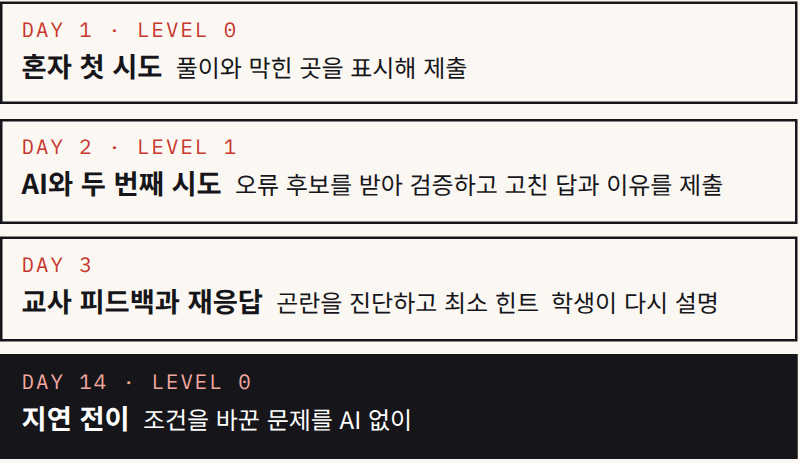 DAY 1 · LEVEL 0
혼자 첫 시도 풀이와 막힌 곳을 표시해 제출
DAY 2 · LEVEL 1
AI와 두 번째 시도 오류 후보를 받아 검증하고 고친 답과 이유를 제출
DAY 3
교사 피드백과 재응답 곤란을 진단하고 최소 힌트 학생이 다시 설명
DAY 14 · LEVEL 0
지연 전이 조건을 바꾼 문제를 AI 없이